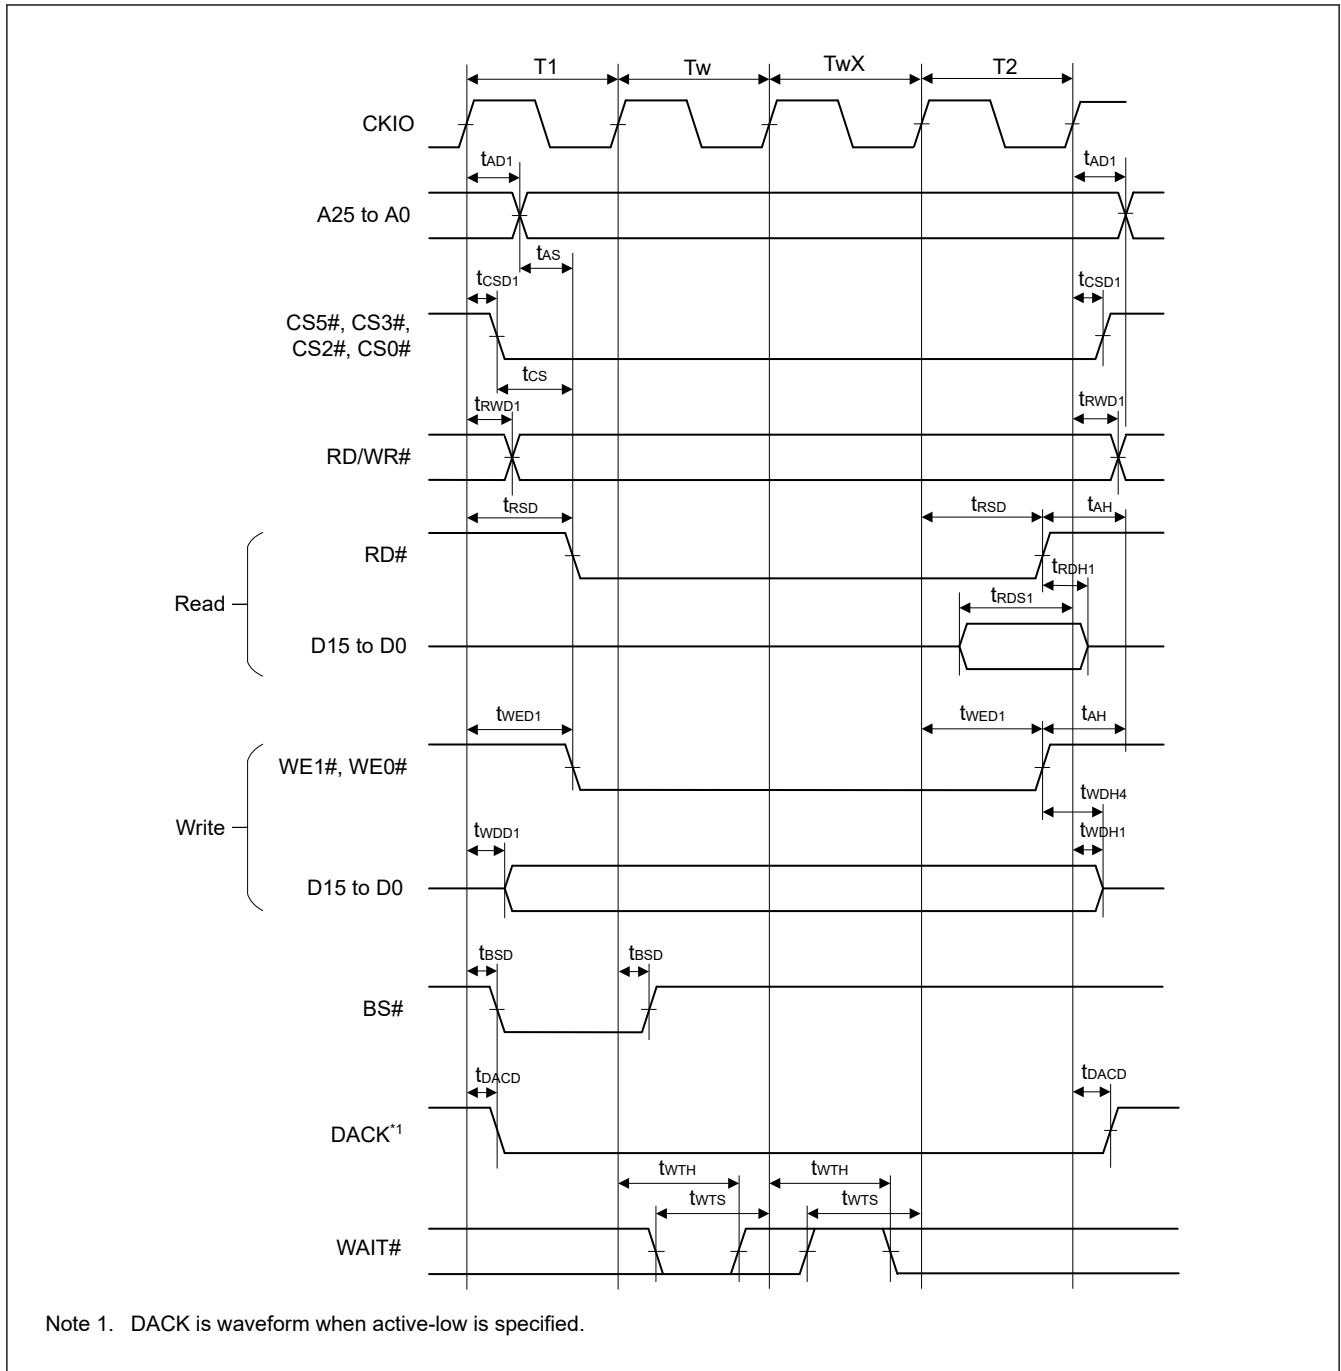 T1 Tw TwX T2
CKIO
tAD1 tAD1
A25 to A0
tAS
tCSD1 tCSD1
CS5#, CS3#,
CS2#, CS0#
tCS
tRWD1 tRWD1
RD/WR#
tRSD tRSD tAH
RD#
tRDH1
Read
tRDS1
D15 to D0
tWED1 tWED1 tAH
WE1#, WE0#
tWDH4
Write
tWDD1 tWDH1
D15 to D0
tBSD tBSD
BS#
tDACD tDACD
DACK*1
tWTH tWTH
tWTS tWTS
WAIT#
Note 1. DACK is waveform when active-low is specified.